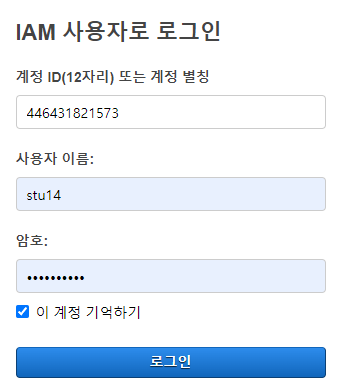 IAM 사용자로 로그인
계정 ID(12자리) 또는 계정 별칭
446431821573
사용자 이름:
stu14
암호:
••••••••••
이 계정 기억하기
로그인